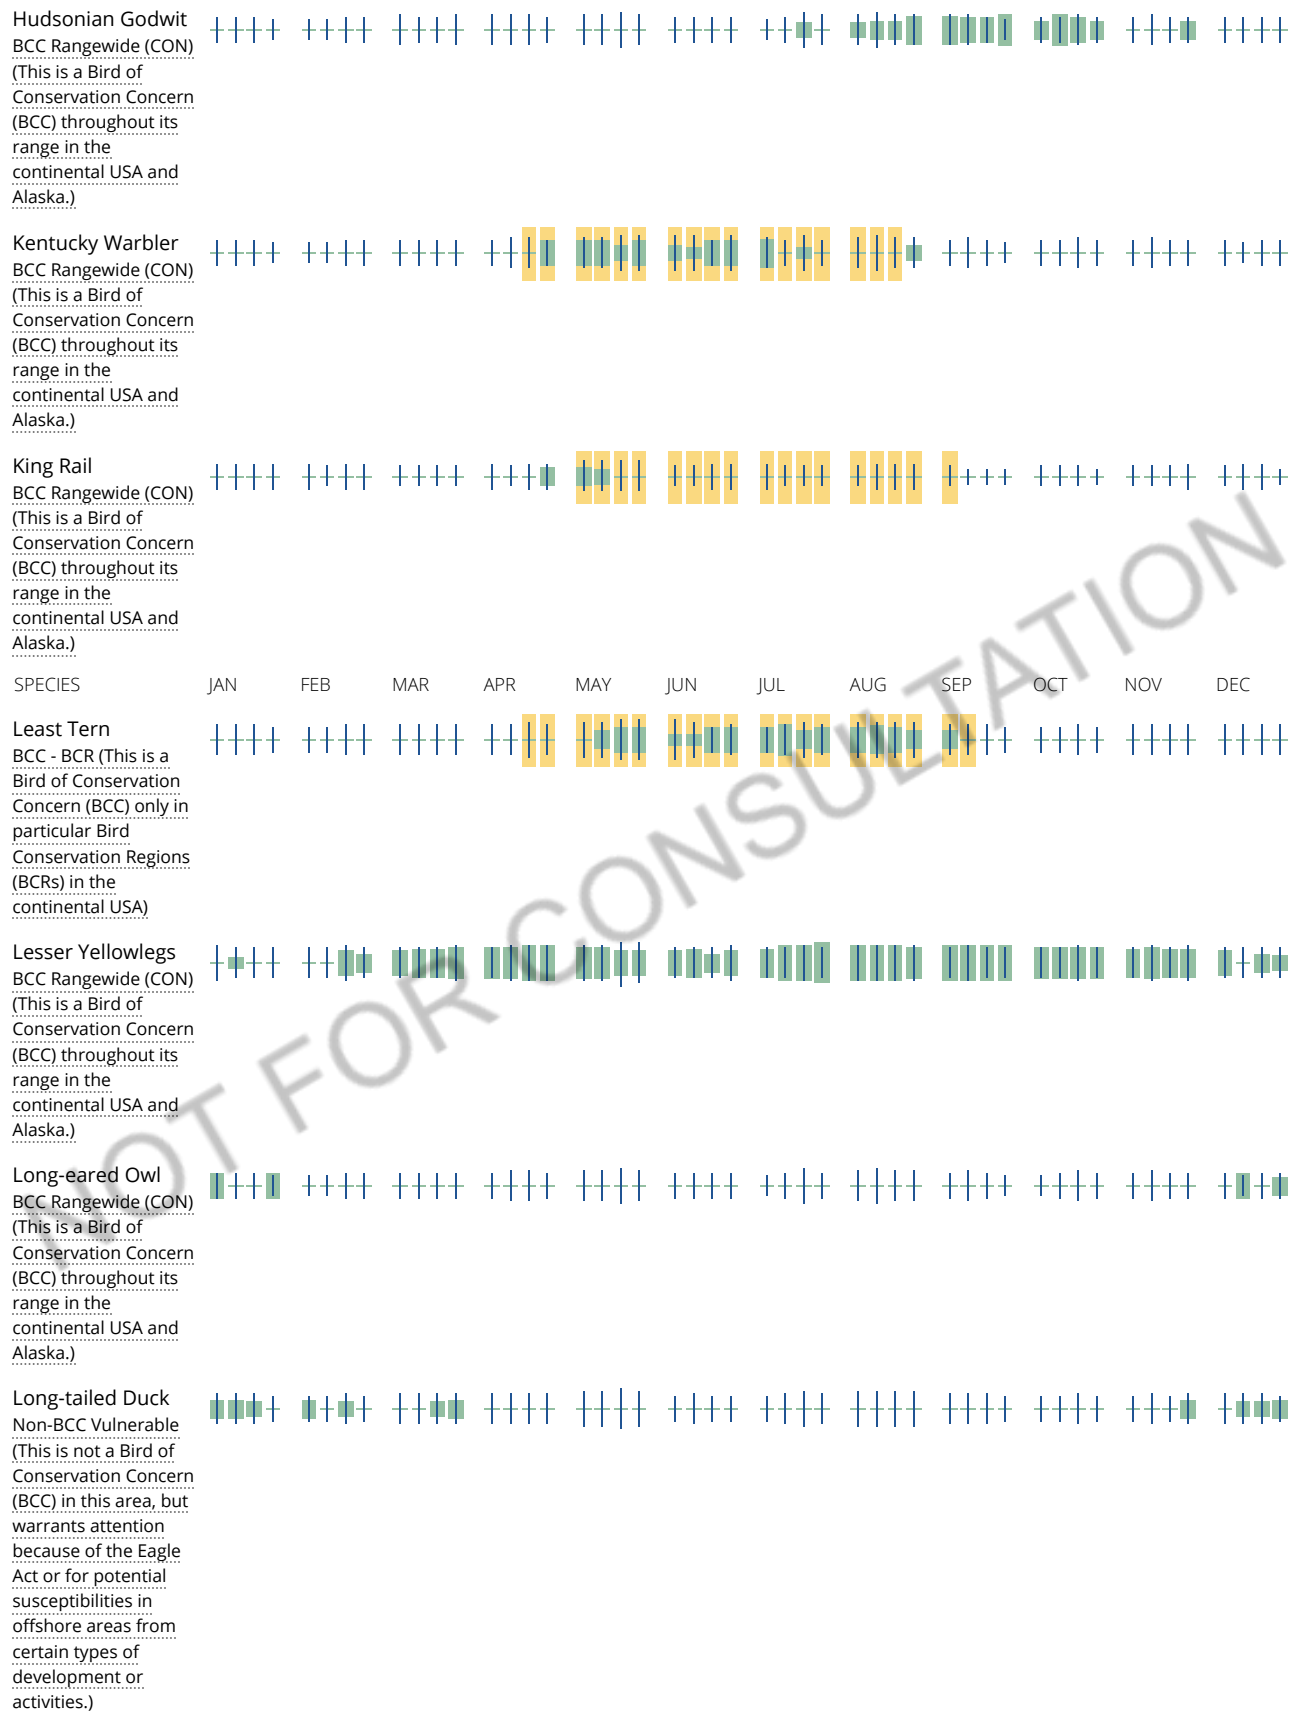 Hudsonian Godwit
BCC Rangewide (CON)
(This is a Bird of
Conservation Concern
(BCC) throughout its
range in the
continental USA and
Alaska.)
Kentucky Warbler
BCC Rangewide (CON)
(This is a Bird of
Conservation Concern
(BCC) throughout its
range in the
continental USA and
Alaska.)
King Rail
BCC Rangewide (CON)
(This is a Bird of
Conservation Concern
(BCC) throughout its
range in the
continental USA and
Alaska.)
SPECIES JAN FEB MAR APR MAY JUN JUL AUG SEP OCT NOV DEC
Least Tern
BCC - BCR (This is a
Bird of Conservation
Concern (BCC) only in
particular Bird
Conservation Regions
(BCRs) in the
continental USA)
Lesser Yellowlegs
BCC Rangewide (CON)
(This is a Bird of
Conservation Concern
(BCC) throughout its
range in the
continental USA and
Alaska.)
Long-eared Owl
BCC Rangewide (CON)
(This is a Bird of
Conservation Concern
(BCC) throughout its
range in the
continental USA and
Alaska.)
Long-tailed Duck
Non-BCC Vulnerable
(This is not a Bird of
Conservation Concern
(BCC) in this area, but
warrants attention
because of the Eagle
Act or for potential
susceptibilities in
offshore areas from
certain types of
development or
activities.)
NOT FOR CONSULTATION